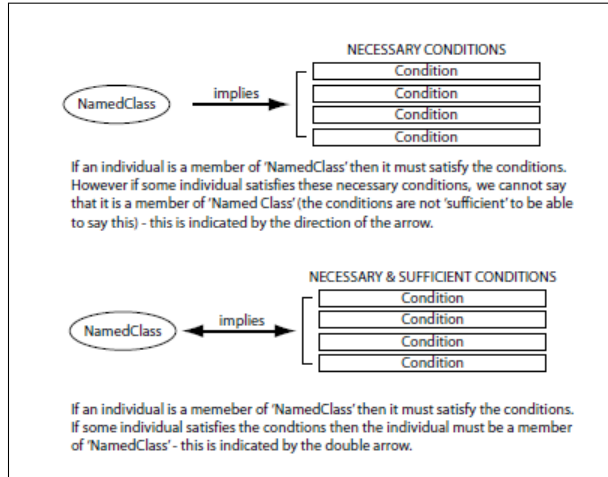 NECESSARY CONDITIONS
Condition
NamedClass
implies
Condition
Condition
Condition
If an individual is a member of 'NamedClass' then it must satisfy the conditions.
However if some individual satisfies these necessary conditions, we cannot say
that it is a member of 'Named Class' (the conditions are not 'sufficient' to be able
to say this) - this is indicated by the direction of the arrow.
NECESSARY & SUFFICIENT CONDITIONS
Condition
NamedClass
implies
Condition
Condition
Condition
If an individual is a memeber of 'NamedClass' then it must satisfy the conditions.
If some individual satisfies the condtions then the individual must be a member
of 'NamedClass' - this is indicated by the double arrow.